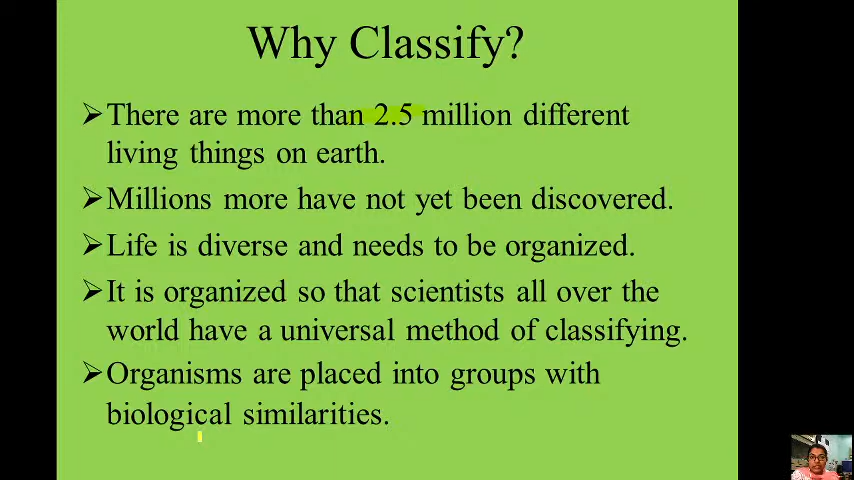 Why Classify?
There are more than 2.5 million different
living things on earth.
Millions more have not yet been discovered.
Life is diverse and needs to be organized.
It is organized so that scientists all over the
world have a universal method of classifying.
Organisms are placed into groups with
biological similarities.